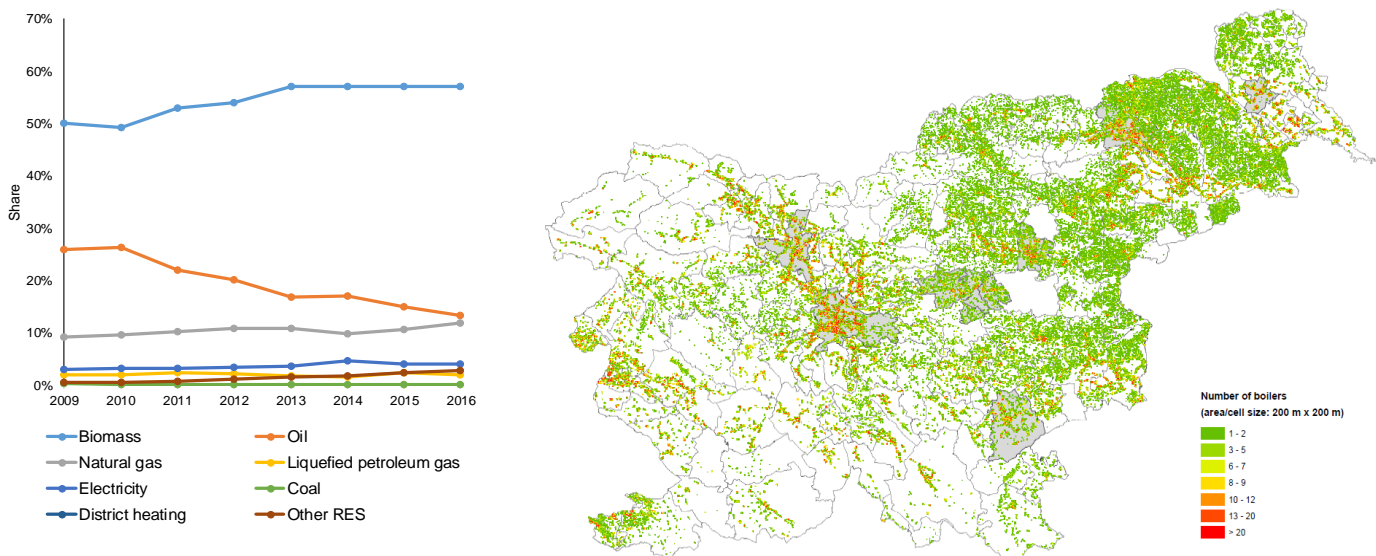 70%
60%
50%
40%
30%
20%
10%
0%
Share
2009 2010 2011 2012 2013 2014 2015 2016
Biomass Oil
Natural gas Liquefied petroleum gas
Electricity Coal
District heating Other RES
Number of boilers
(area/cell size: 200 m x 200 m)
1 - 2
3 - 5
6 - 7
8 - 9
10 - 12
13 - 20
> 20